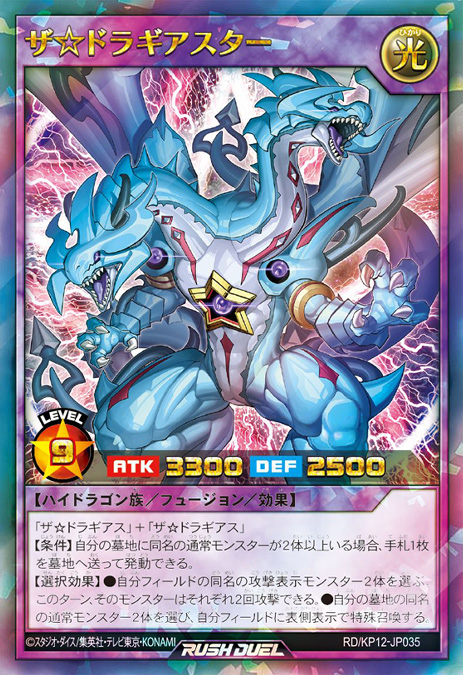 ザ☆ドラギアスター
ひかり
光
LEVEL
9
ATK 3300 DEF 2500
【ハイドラゴン族/フュージョン/効果】
「ザ☆ドラギアス」+「ザ☆ドラギアス」
【条件】自分の墓地に同名の通常モンスターが2体以上いる場合、手札1枚
を墓地へ送って発動できる。
【選択効果】●自分フィールドの同名の攻撃表示モンスター2体を選ぶ。
このターン、そのモンスターはそれぞれ2回攻撃できる。●自分の墓地の同名
の通常モンスター2体を選び、自分フィールドに表側表示で特殊召喚する。
©スタジオ・ダイス/集英社・テレビ東京・KONAMI
RUSH DUEL
RD/KP12-JP035